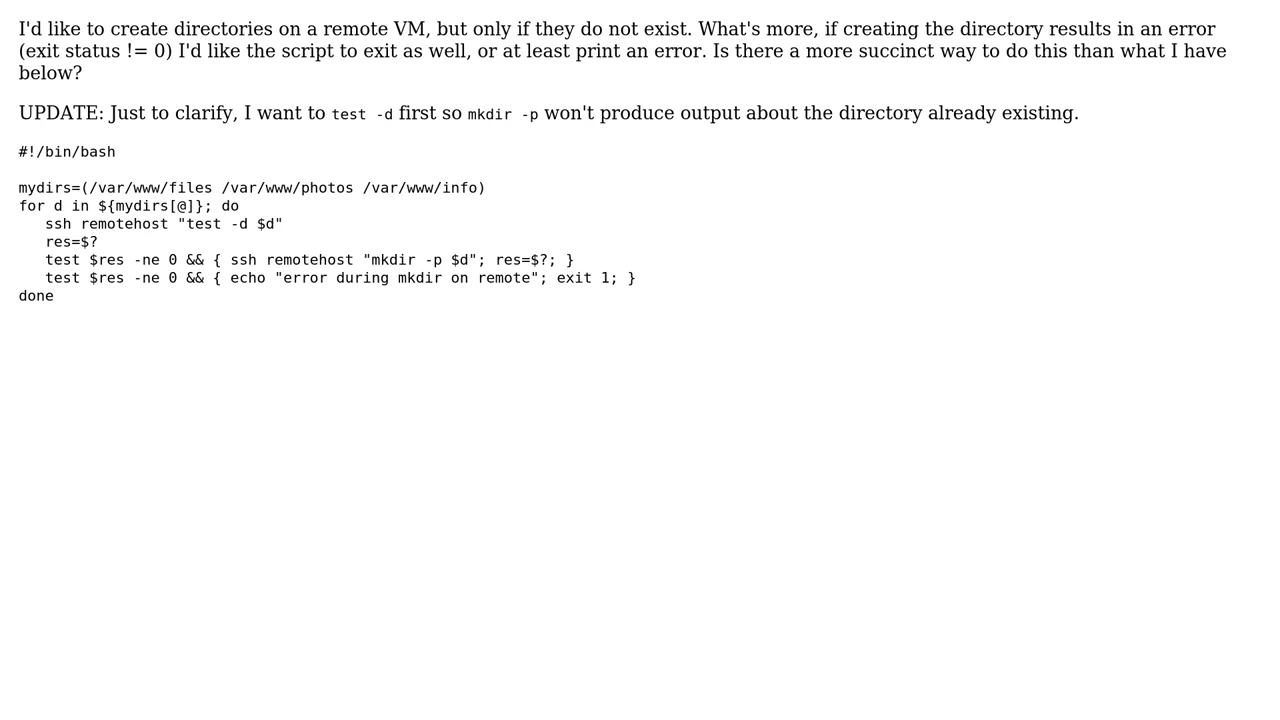 I'd like to create directories on a remote VM, but only if they do not exist. What's more, if creating the directory results in an error
(exit status != 0) I'd like the script to exit as well, or at least print an error. Is there a more succinct way to do this than what I have
below?
UPDATE: Just to clarify, I want to test -d first so mkdir -p won't produce output about the directory already existing.
#!/bin/bash
mydirs=(/var/www/files /var/www/photos /var/www/info)
for d in ${mydirs[@]}; do
   ssh remotehost "test -d $d"
   res=$?
   test $res -ne 0 && { ssh remotehost "mkdir -p $d"; res=$?; }
   test $res -ne 0 && { echo "error during mkdir on remote"; exit 1; }
done